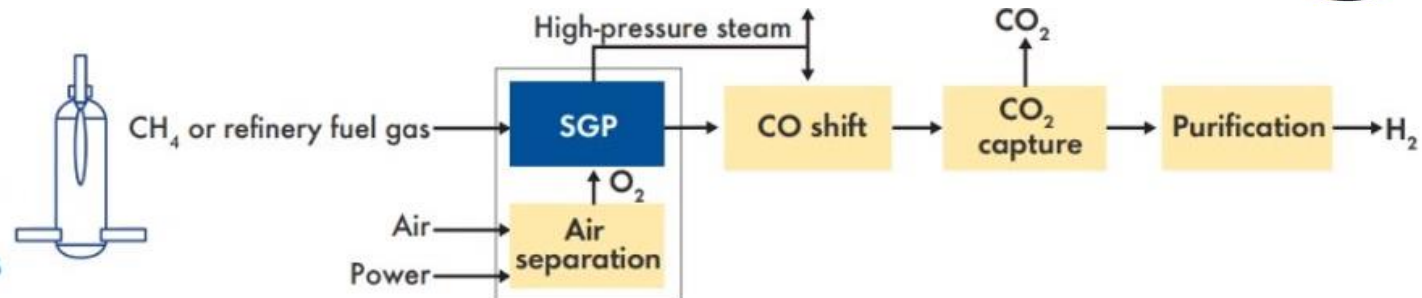 High-pressure steam
CO₂
CH₄ or refinery fuel gas
SGP
CO shift
CO₂
capture
Purification
H₂
O₂
Air
Power
Air
separation